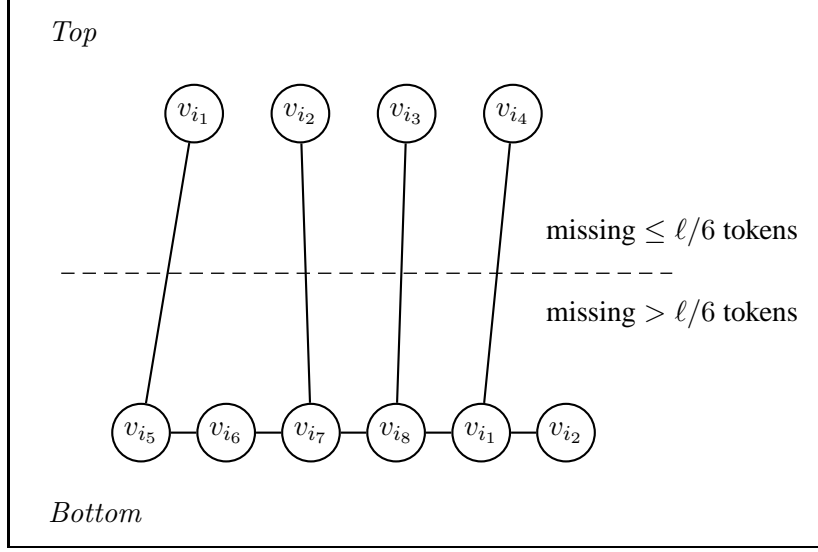 Top
v_{i_1} v_{i_2} v_{i_3} v_{i_4}
missing ≤ ℓ/6 tokens
missing > ℓ/6 tokens
v_{i_5} v_{i_6} v_{i_7} v_{i_8} v_{i_1} v_{i_2}
Bottom